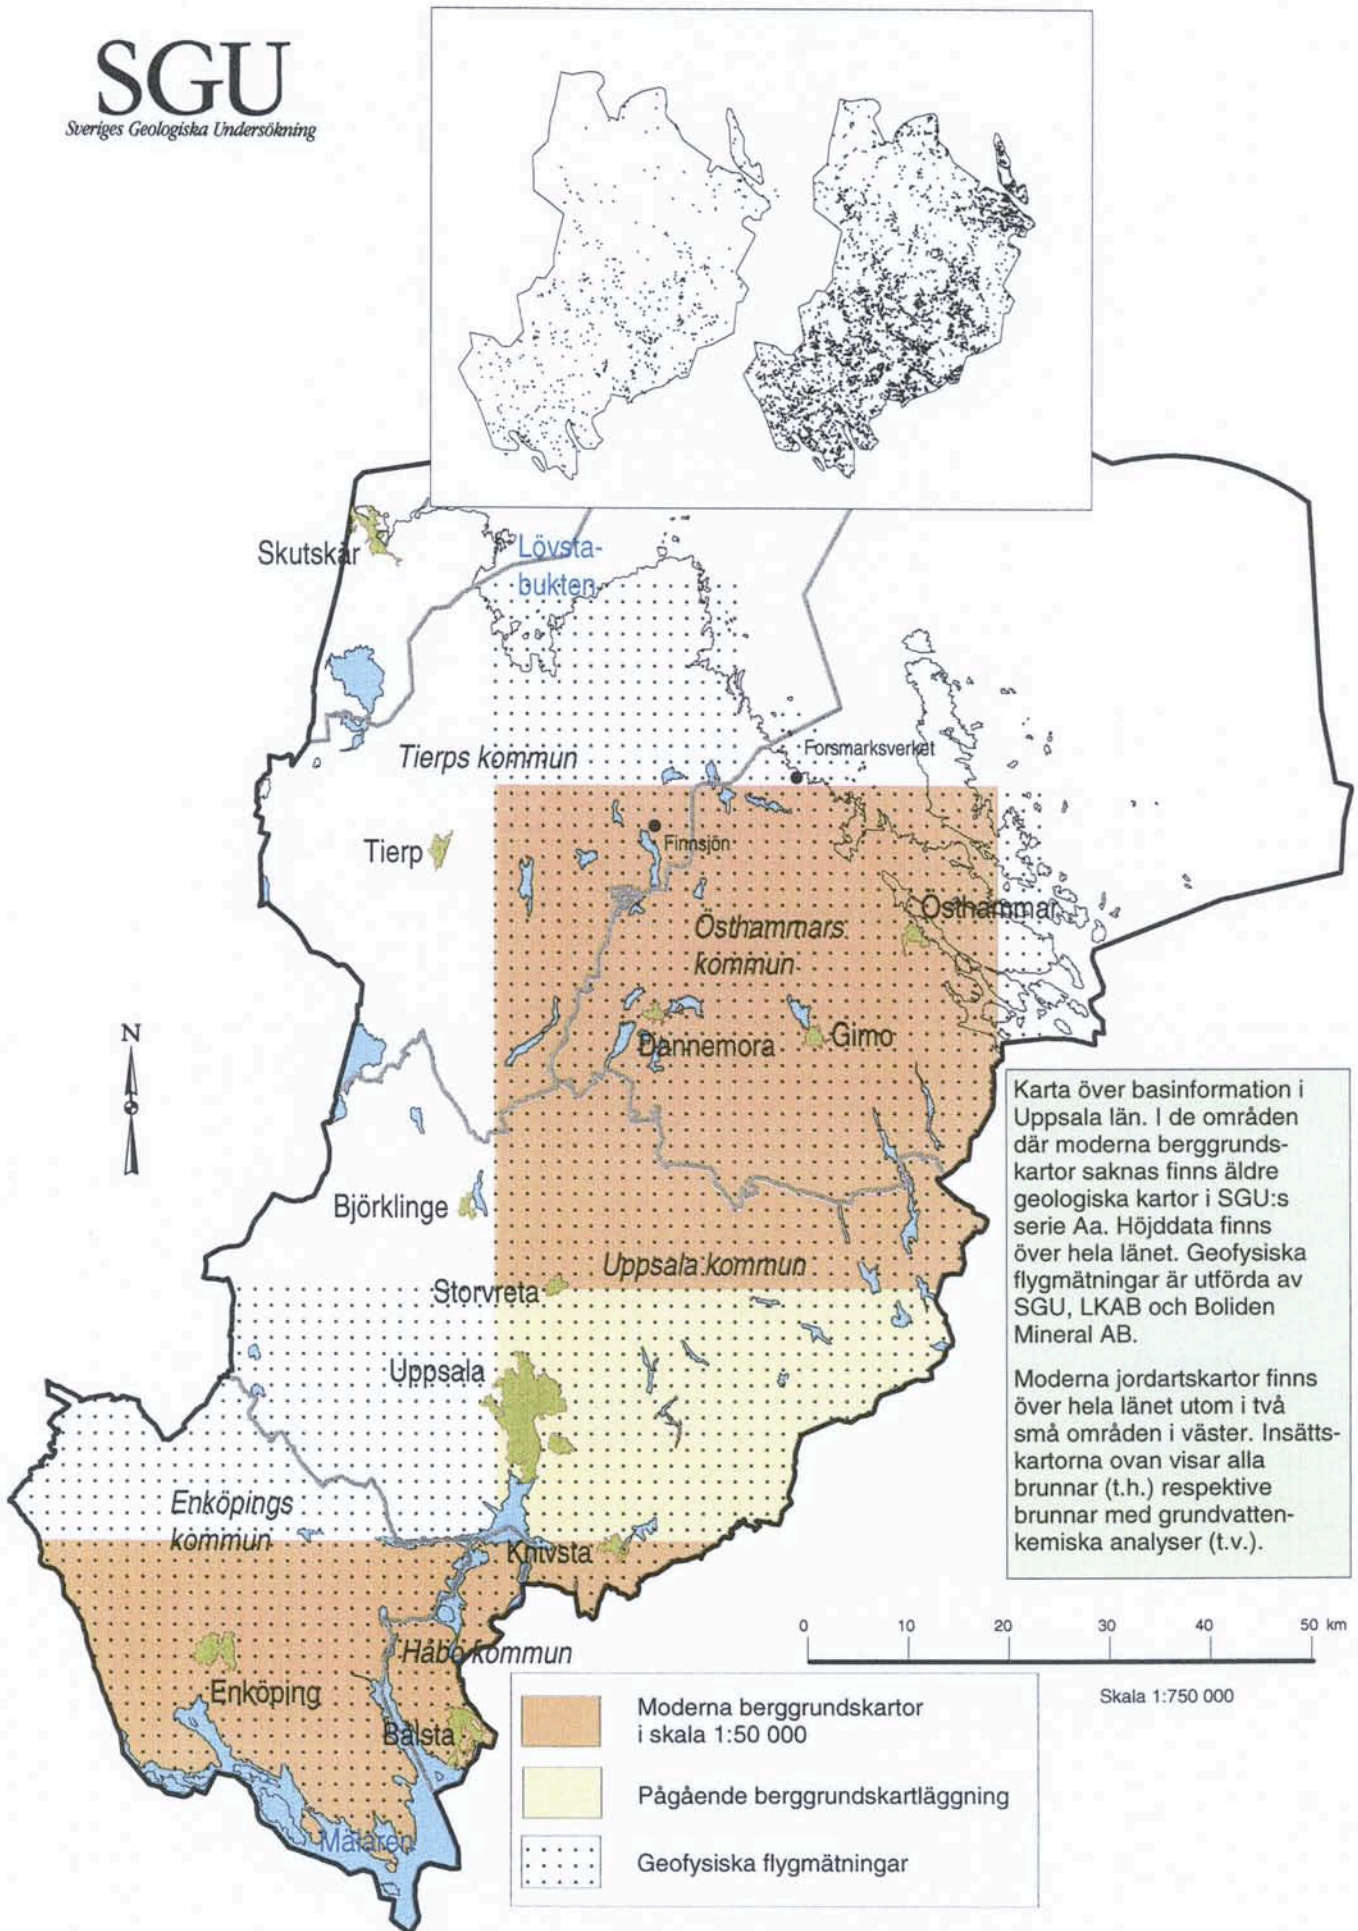 SGU
Sveriges Geologiska Undersökning
Skutskär
Lövsta-
bukten
Tierps kommun
Forsmarksverket
Tierp
Finnsjön
Östhammar
Östhammars
kommun
N
Dannemora
Gimo
Karta över basinformation i
Uppsala län. I de områden
där moderna berggrunds-
kartor saknas finns äldre
geologiska kartor i SGU:s
serie Aa. Höjddata finns
över hela länet. Geofysiska
flygmätningar är utförda av
SGU, LKAB och Boliden
Mineral AB.
Moderna jordartskartor finns
över hela länet utom i två
små områden i väster. Insätts-
kartorna ovan visar alla
brunnar (t.h.) respektive
brunnar med grundvatten-
kemiska analyser (t.v.).
Björklinge
Uppsala kommun
Storvreta
Uppsala
Enköpings
kommun
Knivsta
0 10 20 30 40 50 km
Skala 1:750 000
Håbo kommun
Enköping
Bålsta
Mälaren
Moderna berggrundskartor
i skala 1:50 000
Pågående berggrundskartläggning
Geofysiska flygmätningar